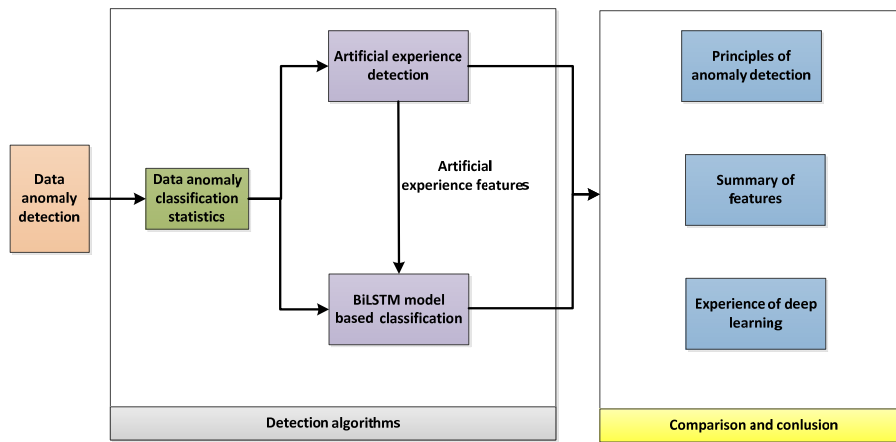 Data
anomaly
detection
Data anomaly
classification
statistics
Artificial experience
detection
Artificial
experience features
BiLSTM model
based classification
Detection algorithms
Principles of
anomaly detection
Summary of
features
Experience of deep
learning
Comparison and conlusion